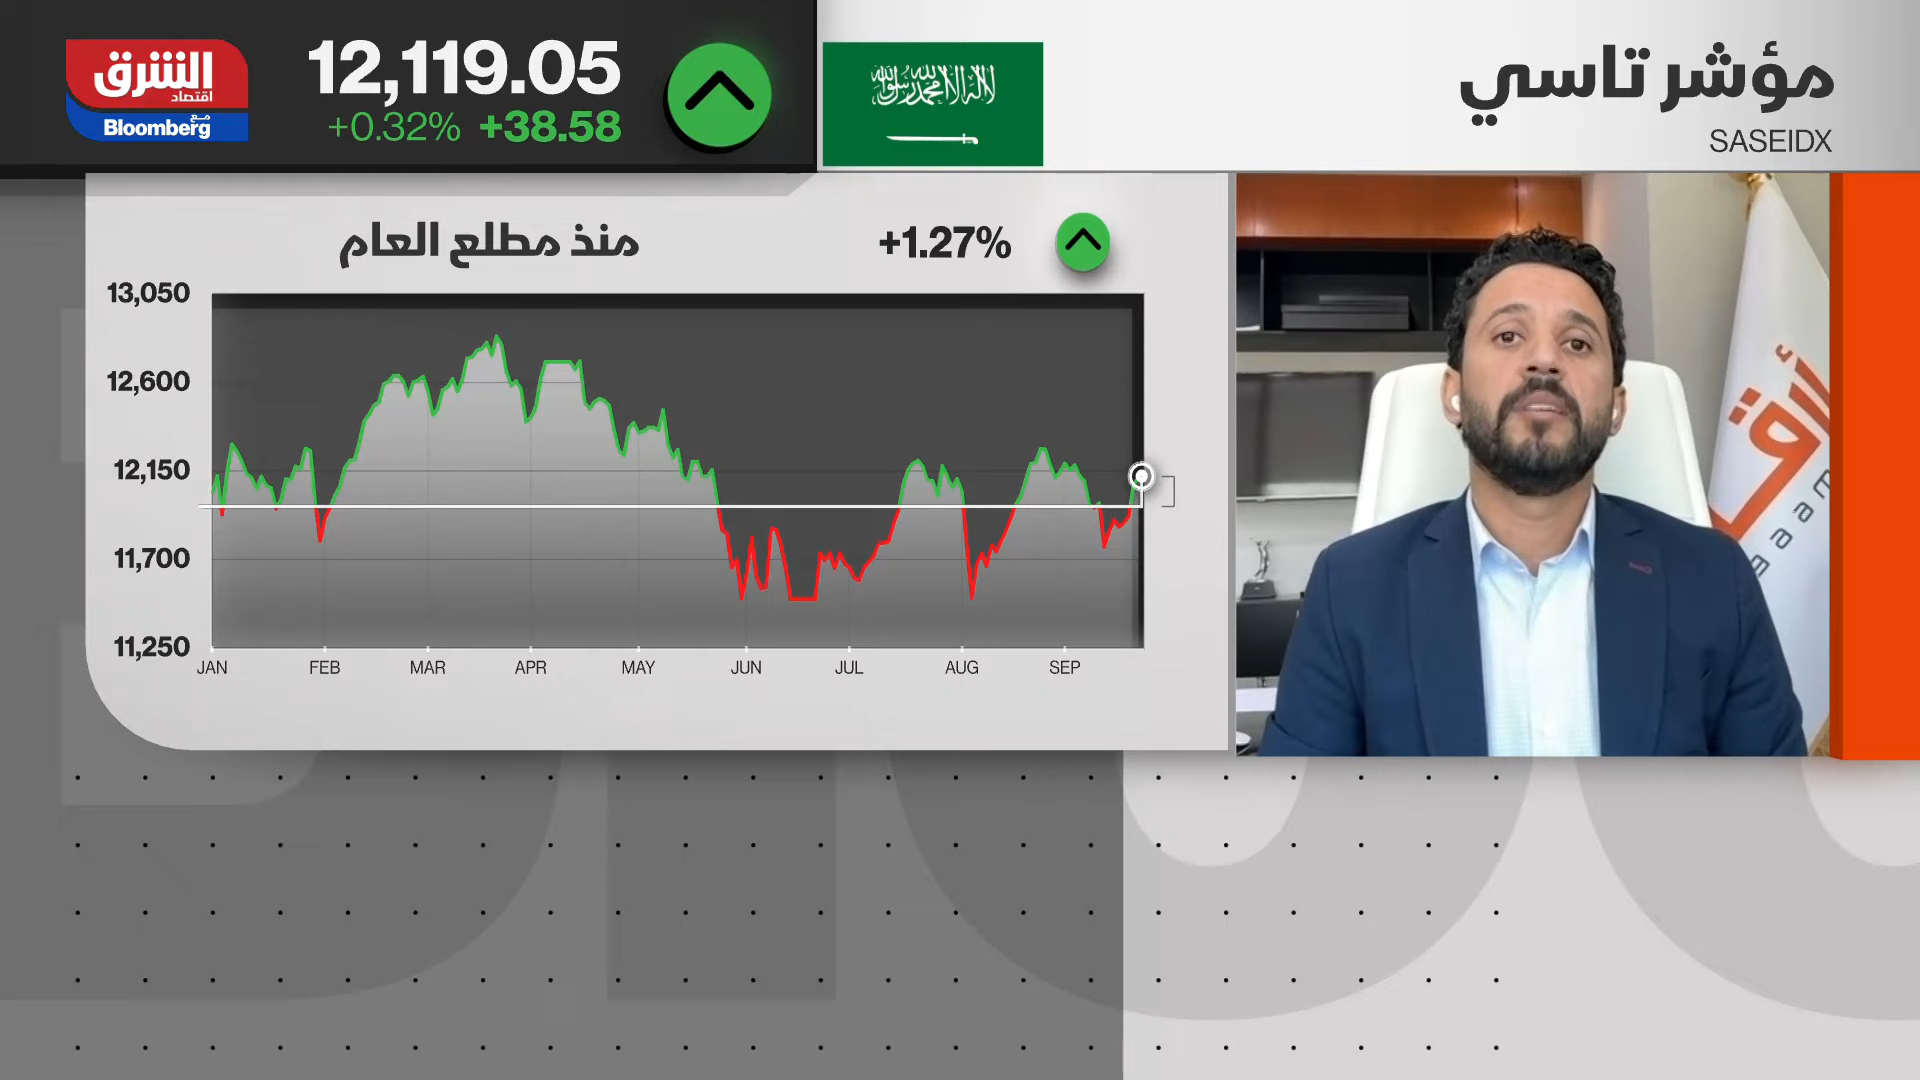 مؤشر تاسي
SASEIDX
لا إله إلا الله محمد رسول الله
12,119.05
+0.32% +38.58
الشرق
اقتصاد
مع
Bloomberg
منذ مطلع العام
+1.27%
13,050
12,600
12,150
11,700
11,250
JAN FEB MAR APR MAY JUN JUL AUG SEP